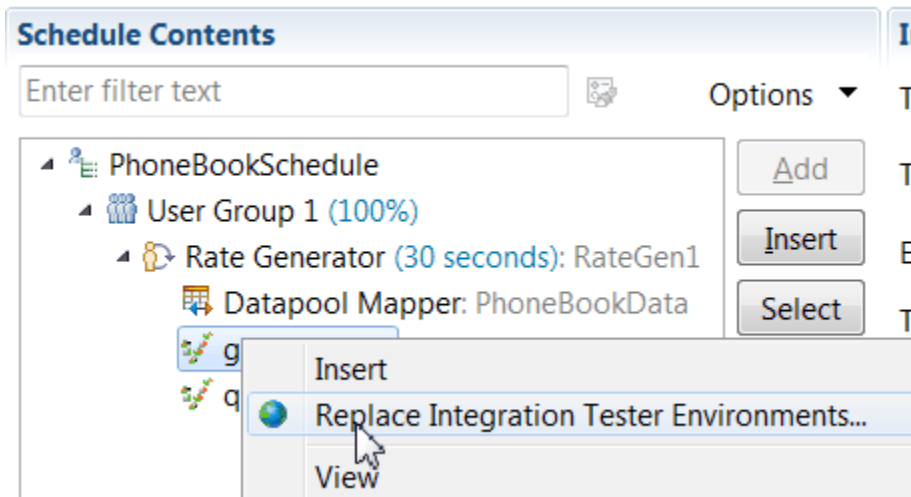 Schedule Contents
Enter filter text
Options
PhoneBookSchedule
Add
User Group 1 (100%)
Insert
Rate Generator (30 seconds): RateGen1
Datapool Mapper: PhoneBookData
Select
g
Insert
q
Replace Integration Tester Environments...
View